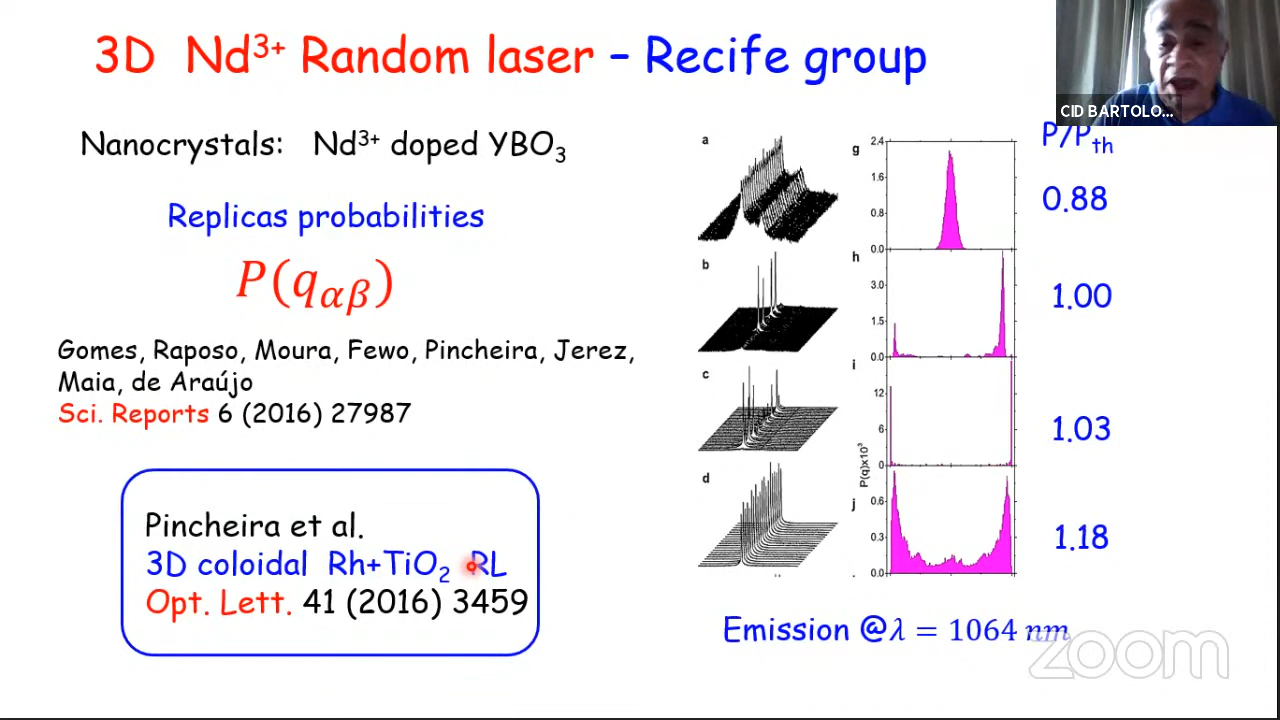 3D Nd³⁺ Random laser – Recife group
CID BARTOLO...
Nanocrystals: Nd³⁺ doped YBO₃
Replicas probabilities
P(qαβ)
Gomes, Raposo, Moura, Fewo, Pincheira, Jerez,
Maia, de Araújo
Sci. Reports 6 (2016) 27987
Pincheira et al.
3D coloidal Rh+TiO₂ RL
Opt. Lett. 41 (2016) 3459
a
b
c
d
g
2.4
1.6
0.8
0.0
h
3.0
1.5
0.0
i
12
6
0
P(q)x10³
j
0.6
0.3
0.0
P/Pth
0.88
1.00
1.03
1.18
Emission @λ = 1064 nm
zoom